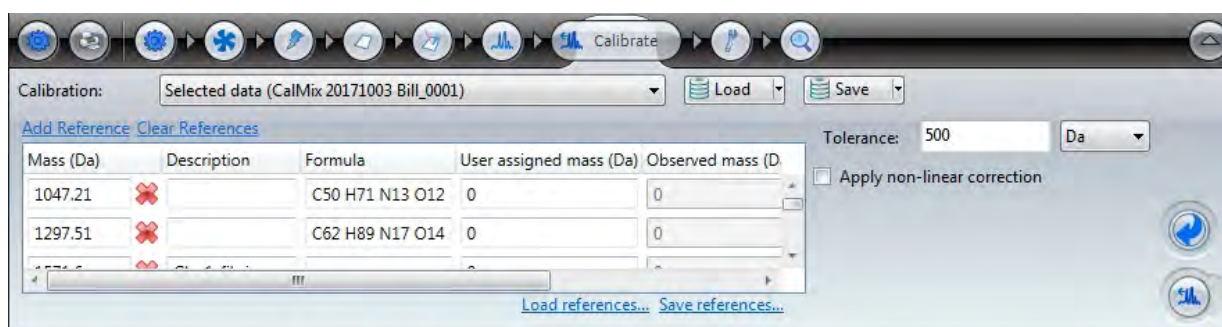 Calibrate
Calibration: Selected data (CalMix 20171003 Bill_0001) Load Save
Add Reference Clear References
Tolerance: 500 Da
Mass (Da) Description Formula User assigned mass (Da) Observed mass (D
Apply non-linear correction
1047.21 C50 H71 N13 O12 0 0
1297.51 C62 H89 N17 O14 0 0
Load references... Save references...